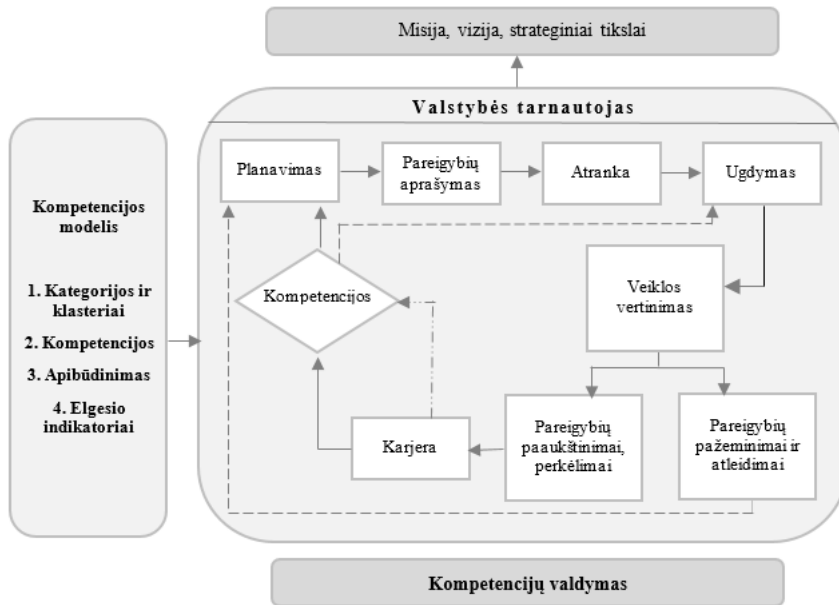 Misija, vizija, strateginiai tikslai
Valstybės tarnautojas
Kompetencijos
modelis
1. Kategorijos ir
klasteriai
2. Kompetencijos
3. Apibūdinimas
4. Elgesio
indikatoriai
Planavimas
Pareigybių
aprašymas
Atranka
Ugdymas
Kompetencijos
Veiklos
vertinimas
Karjera
Pareigybių
paaukštinimai,
perkėlimai
Pareigybių
pažeminimai ir
atleidimai
Kompetencijų valdymas